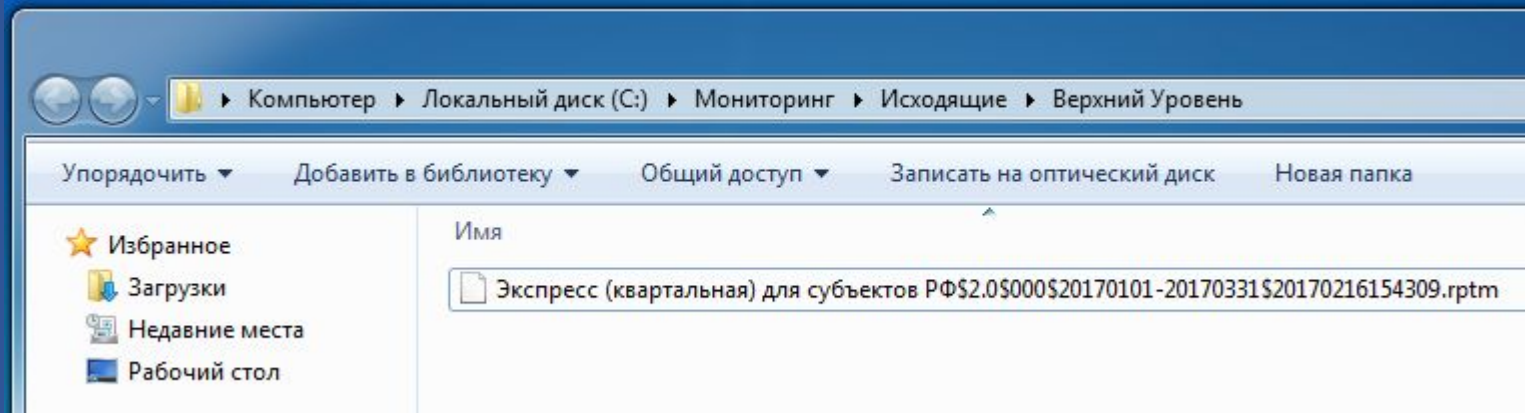 Компьютер Локальный диск (C:) Мониторинг Исходящие Верхний Уровень
Упорядочить Добавить в библиотеку Общий доступ Записать на оптический диск Новая папка
Избранное
Загрузки
Недавние места
Рабочий стол
Имя
Экспресс (квартальная) для субъектов РФ$2.0$000$20170101-20170331$20170216154309.rptm